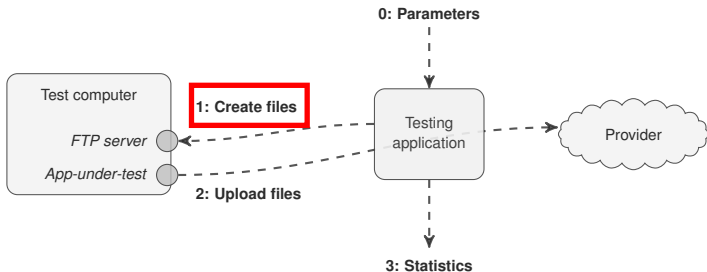 0: Parameters
Test computer
1: Create files
Testing
application
FTP server
Provider
App-under-test
2: Upload files
3: Statistics